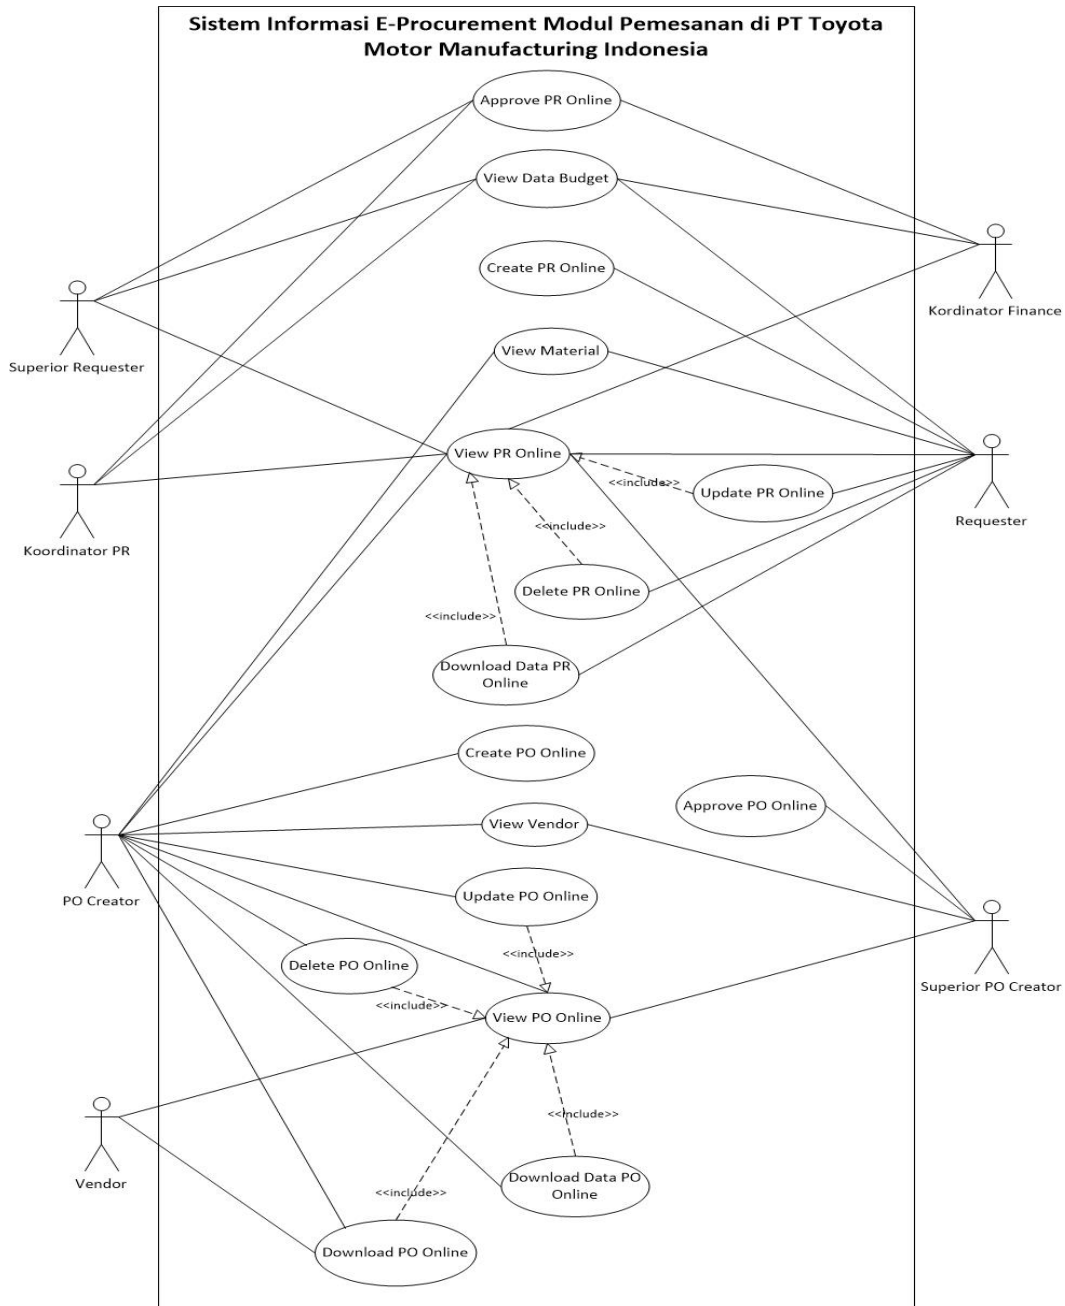 Sistem Informasi E-Procurement Modul Pemesanan di PT Toyota
Motor Manufacturing Indonesia
Approve PR Online
View Data Budget
Create PR Online
Kordinator Finance
View Material
Superior Requester
View PR Online
<<include>>
Update PR Online
Requester
<<include>>
Koordinator PR
Delete PR Online
<<include>>
Download Data PR
Online
Create PO Online
Approve PO Online
View Vendor
Update PO Online
PO Creator
<<include>>
Delete PO Online
Superior PO Creator
<<include>>
View PO Online
<<include>>
Vendor
Download Data PO
Online
<<include>>
Download PO Online